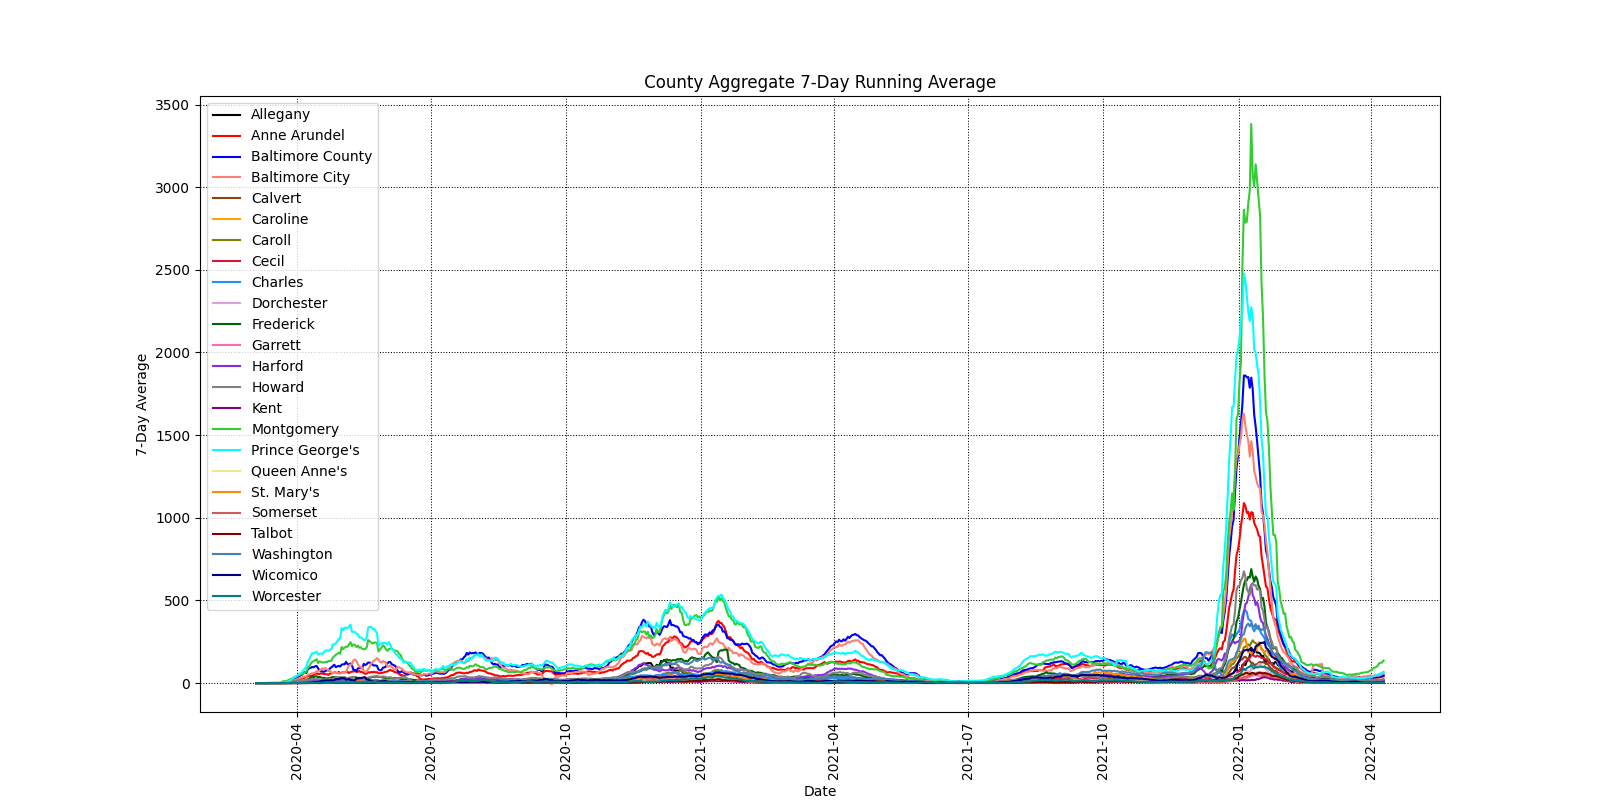 County Aggregate 7-Day Running Average
3500
3000
2500
2000
1500
1000
500
0
7-Day Average
Allegany
Anne Arundel
Baltimore County
Baltimore City
Calvert
Caroline
Caroll
Cecil
Charles
Dorchester
Frederick
Garrett
Harford
Howard
Kent
Montgomery
Prince George's
Queen Anne's
St. Mary's
Somerset
Talbot
Washington
Wicomico
Worcester
2020-04
2020-07
2020-10
2021-01
2021-04
2021-07
2021-10
2022-01
2022-04
Date